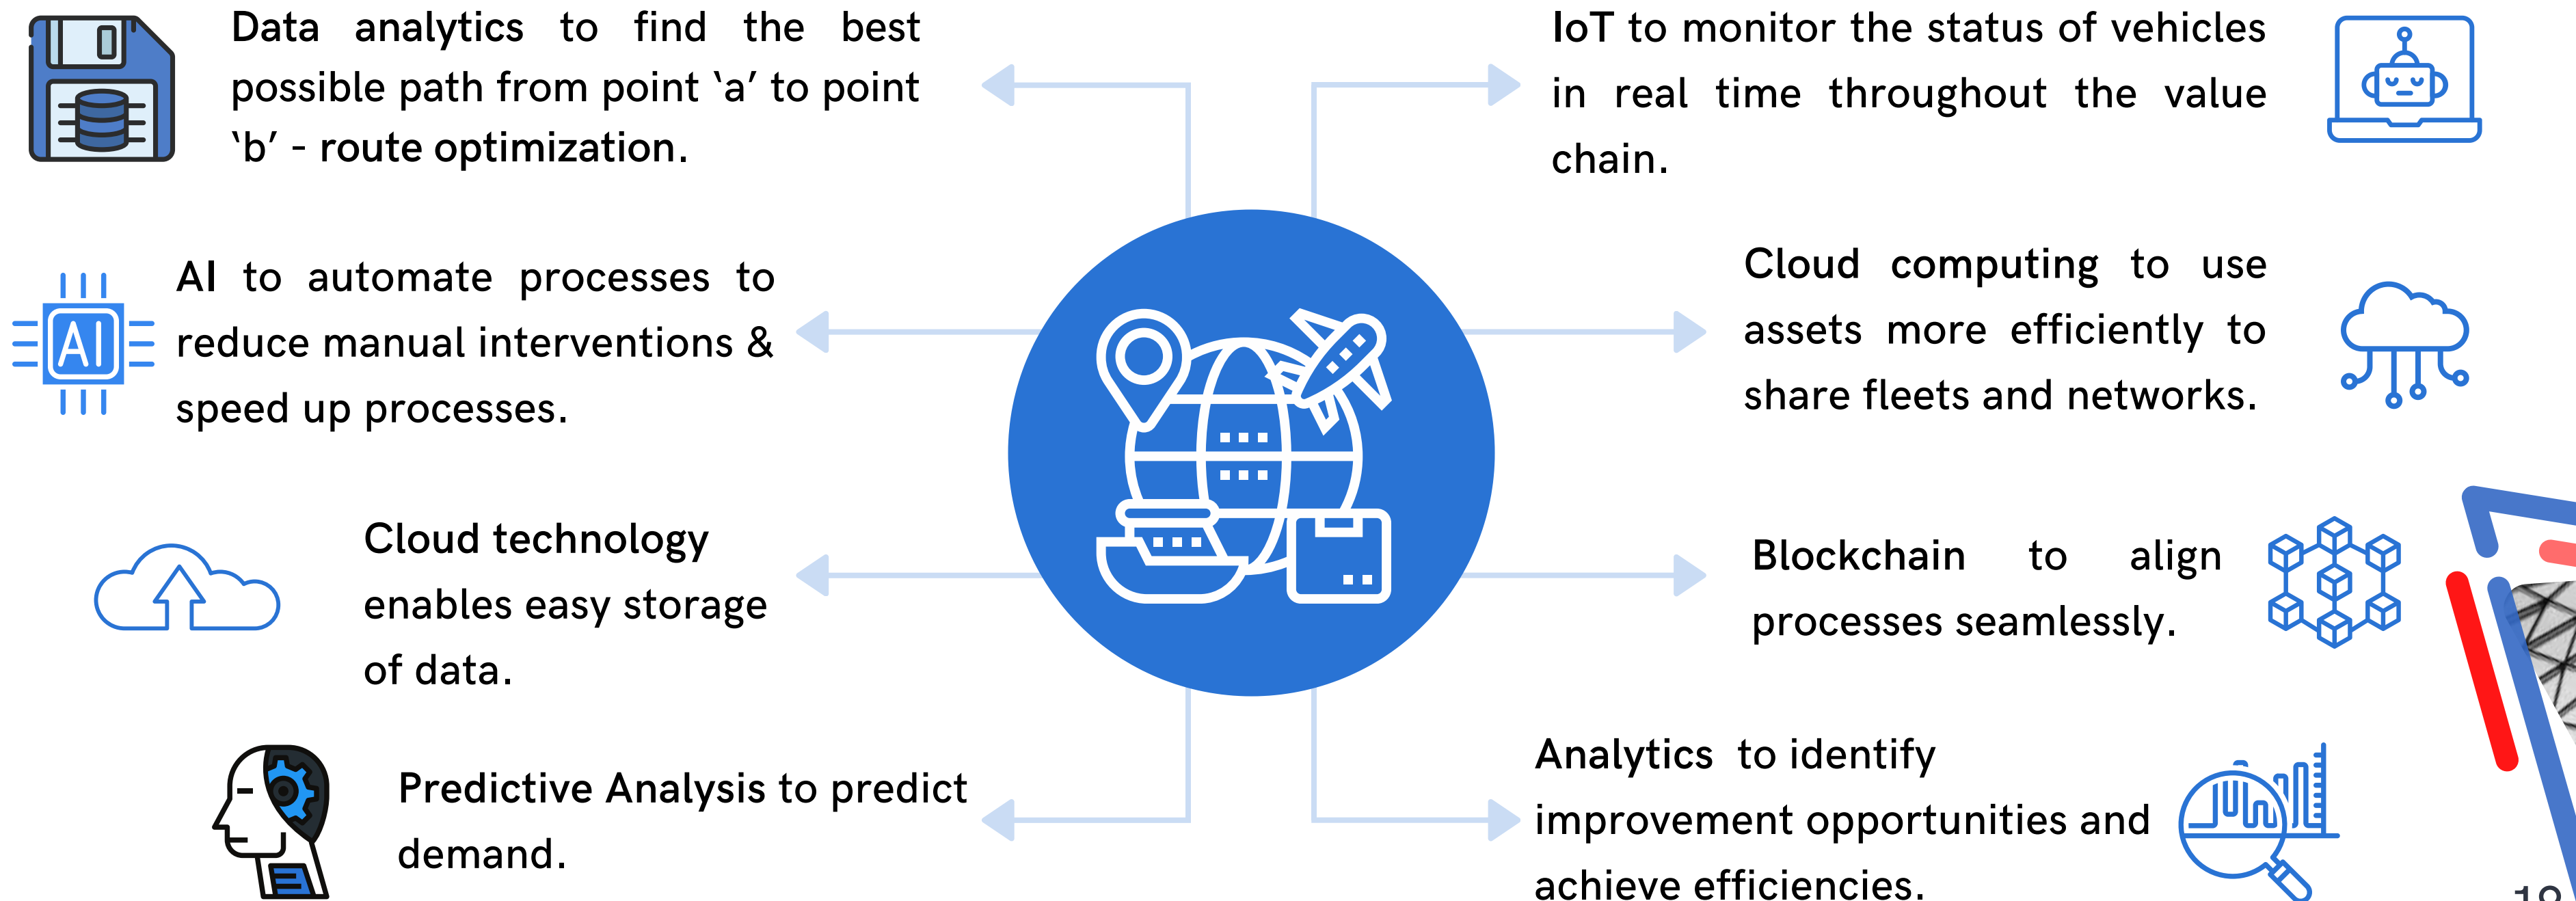 Data analytics to find the best
possible path from point ‘a’ to point
‘b’ - route optimization.
AI to automate processes to
reduce manual interventions &
speed up processes.
AI
Cloud technology
enables easy storage
of data.
Predictive Analysis to predict
demand.
IoT to monitor the status of vehicles
in real time throughout the value
chain.
Cloud computing to use
assets more efficiently to
share fleets and networks.
Blockchain to align
processes seamlessly.
Analytics to identify
improvement opportunities and
achieve efficiencies.